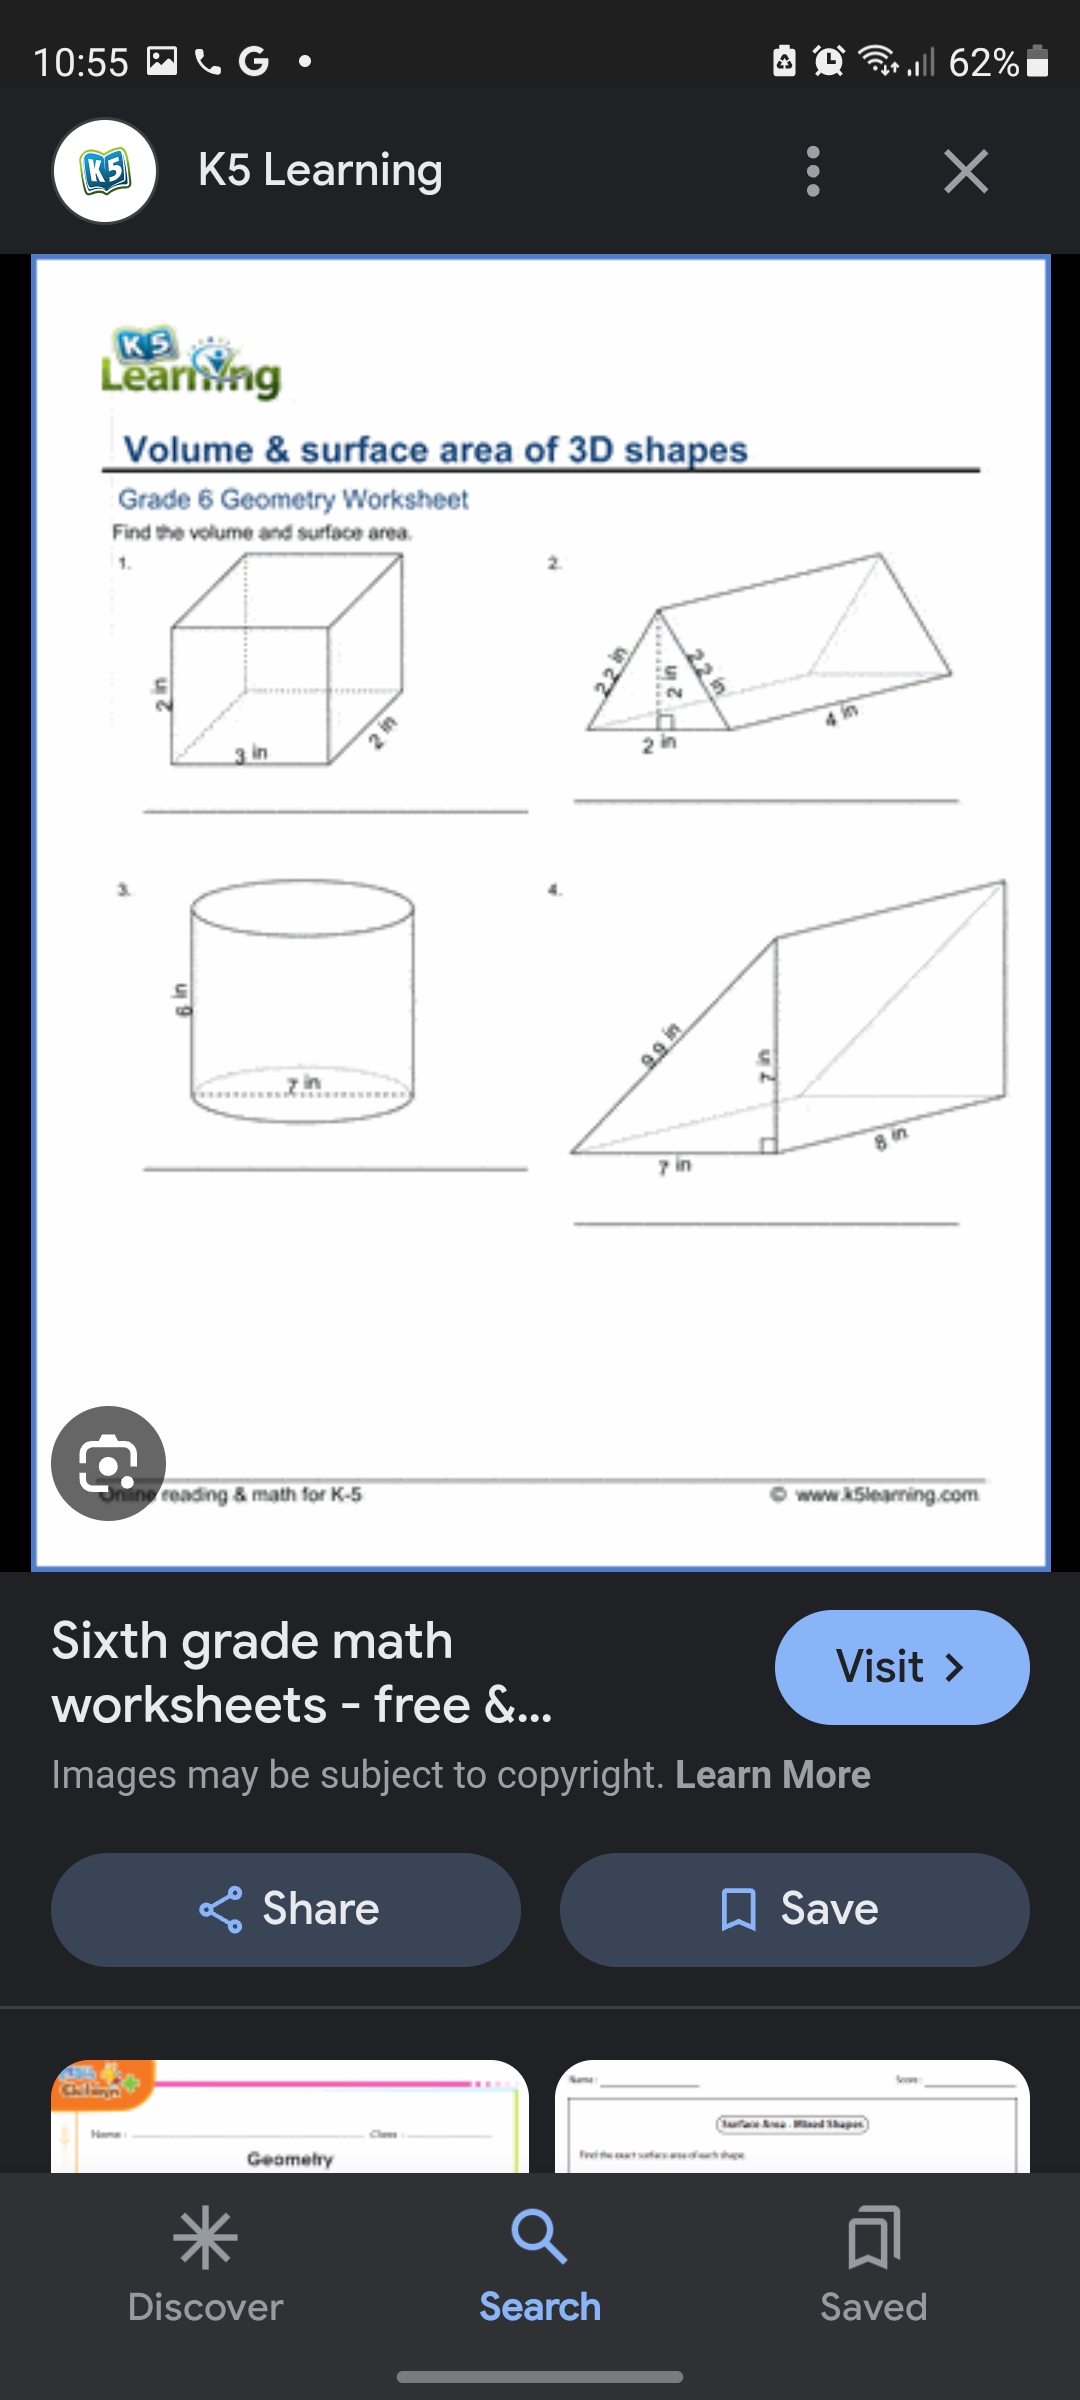 10:55 G 62%
K5 Learning
K5
Learning
Volume & surface area of 3D shapes
Grade 6 Geometry Worksheet
Find the volume and surface area.
1.
2 in
3 in
2 in
2.
2.2 in
2 in
2.2 in
2 in
4 in
3.
6 in
7 in
4.
9.9 in
7 in
7 in
8 in
Online reading & math for K-5 © www.k5learning.com
Sixth grade math
worksheets - free &...
Visit
Images may be subject to copyright. Learn More
Share
Save
Name : Class :
Geometry
Name : Score :
Surface Area - Mixed Shapes
Find the exact surface area of each shape.
Discover
Search
Saved